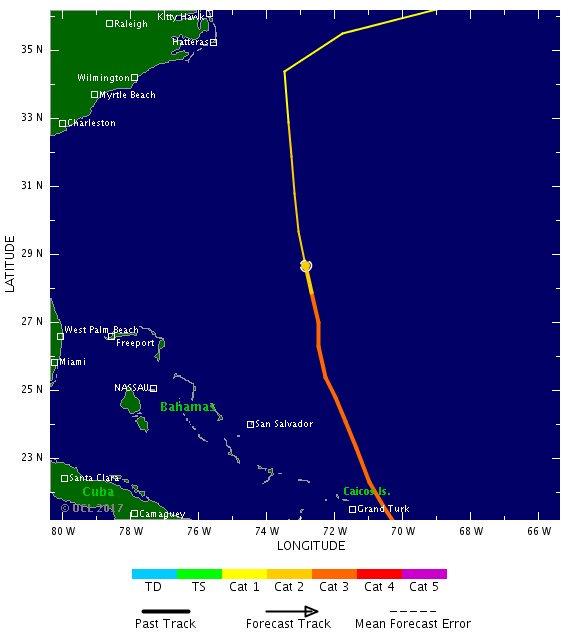 Kitty Hawk
Raleigh
35 N
Hatteras
Wilmington
33 N
Myrtle Beach
Charleston
31 N
29 N
LATITUDE
27 N
West Palm Beach
Freeport
Miami
25 N
NASSAU
Bahamas
San Salvador
23 N
Santa Clara
Cuba
Caicos Is.
Grand Turk
© UCL 2017
Camaguey
80 W 78 W 76 W 74 W 72 W 70 W 68 W 66 W
LONGITUDE
TD TS Cat 1 Cat 2 Cat 3 Cat 4 Cat 5
Past Track Forecast Track Mean Forecast Error